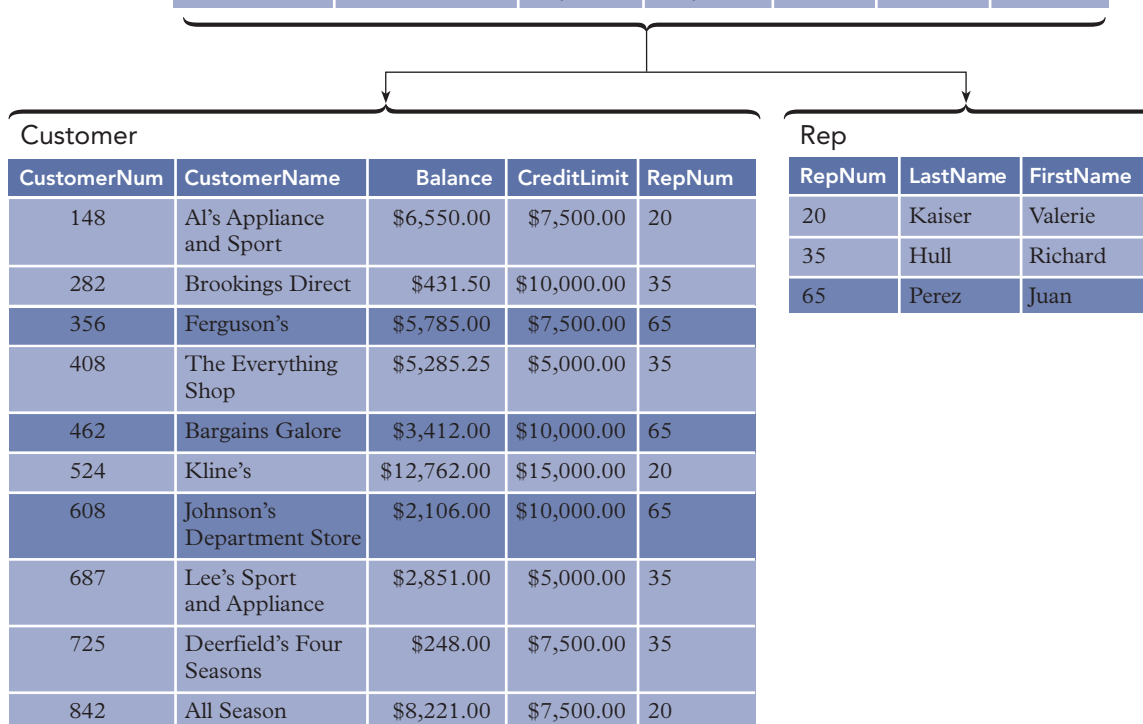 Customer
CustomerNum CustomerName Balance CreditLimit RepNum
148 Al's Appliance $6,550.00 $7,500.00 20
and Sport
282 Brookings Direct $431.50 $10,000.00 35
356 Ferguson's $5,785.00 $7,500.00 65
408 The Everything $5,285.25 $5,000.00 35
Shop
462 Bargains Galore $3,412.00 $10,000.00 65
524 Kline's $12,762.00 $15,000.00 20
608 Johnson's $2,106.00 $10,000.00 65
Department Store
687 Lee's Sport $2,851.00 $5,000.00 35
and Appliance
725 Deerfield's Four $248.00 $7,500.00 35
Seasons
842 All Season $8,221.00 $7,500.00 20
Rep
RepNum LastName FirstName
20 Kaiser Valerie
35 Hull Richard
65 Perez Juan